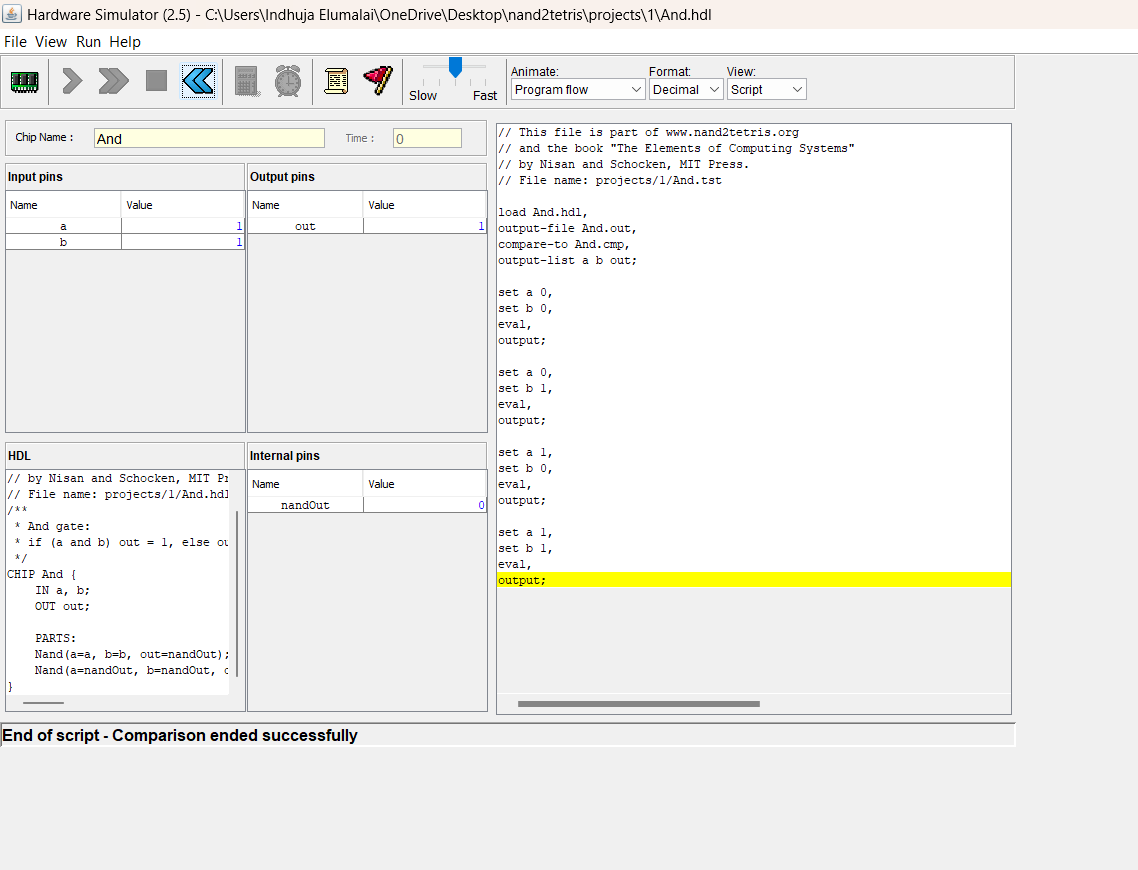 Hardware Simulator (2.5) - C:\Users\Indhuja Elumalai\OneDrive\Desktop\nand2tetris\projects\1\And.hdl
File View Run Help
Slow Fast
Animate: Format: View:
Program flow Decimal Script
Chip Name : And Time : 0
Input pins
Name Value
a 1
b 1
Output pins
Name Value
out 1
HDL
// by Nisan and Schocken, MIT Pr
// File name: projects/1/And.hdl
/**
* And gate:
* if (a and b) out = 1, else ou
*/
CHIP And {
IN a, b;
OUT out;
PARTS:
Nand(a=a, b=b, out=nandOut);
Nand(a=nandOut, b=nandOut, o
}
Internal pins
Name Value
nandOut 0
// This file is part of www.nand2tetris.org
// and the book "The Elements of Computing Systems"
// by Nisan and Schocken, MIT Press.
// File name: projects/1/And.tst
load And.hdl,
output-file And.out,
compare-to And.cmp,
output-list a b out;
set a 0,
set b 0,
eval,
output;
set a 0,
set b 1,
eval,
output;
set a 1,
set b 0,
eval,
output;
set a 1,
set b 1,
eval,
output;
End of script - Comparison ended successfully